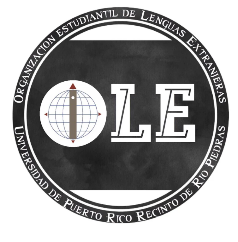 ORGANIZACIÓN ESTUDIANTIL DE LENGUAS EXTRANJERAS
OLE
UNIVERSIDAD DE PUERTO RICO RECINTO DE RÍO PIEDRAS